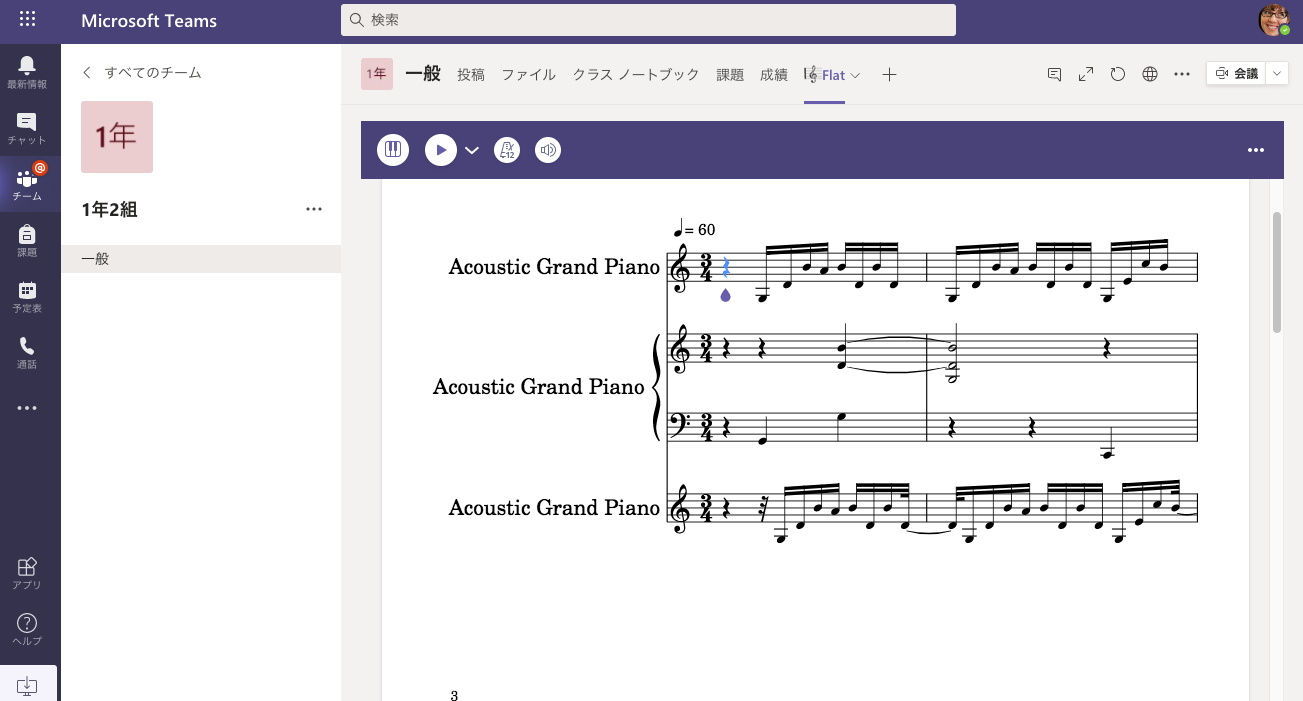 Microsoft Teams
検索
最新情報
チャット
チーム
課題
予定表
通話
アプリ
ヘルプ
すべてのチーム
1年
1年2組
一般
1年 一般 投稿 ファイル クラス ノートブック 課題 成績 Flat
会議
12
= 60
Acoustic Grand Piano
3
4
Acoustic Grand Piano
3
4
3
4
Acoustic Grand Piano
3
4
3